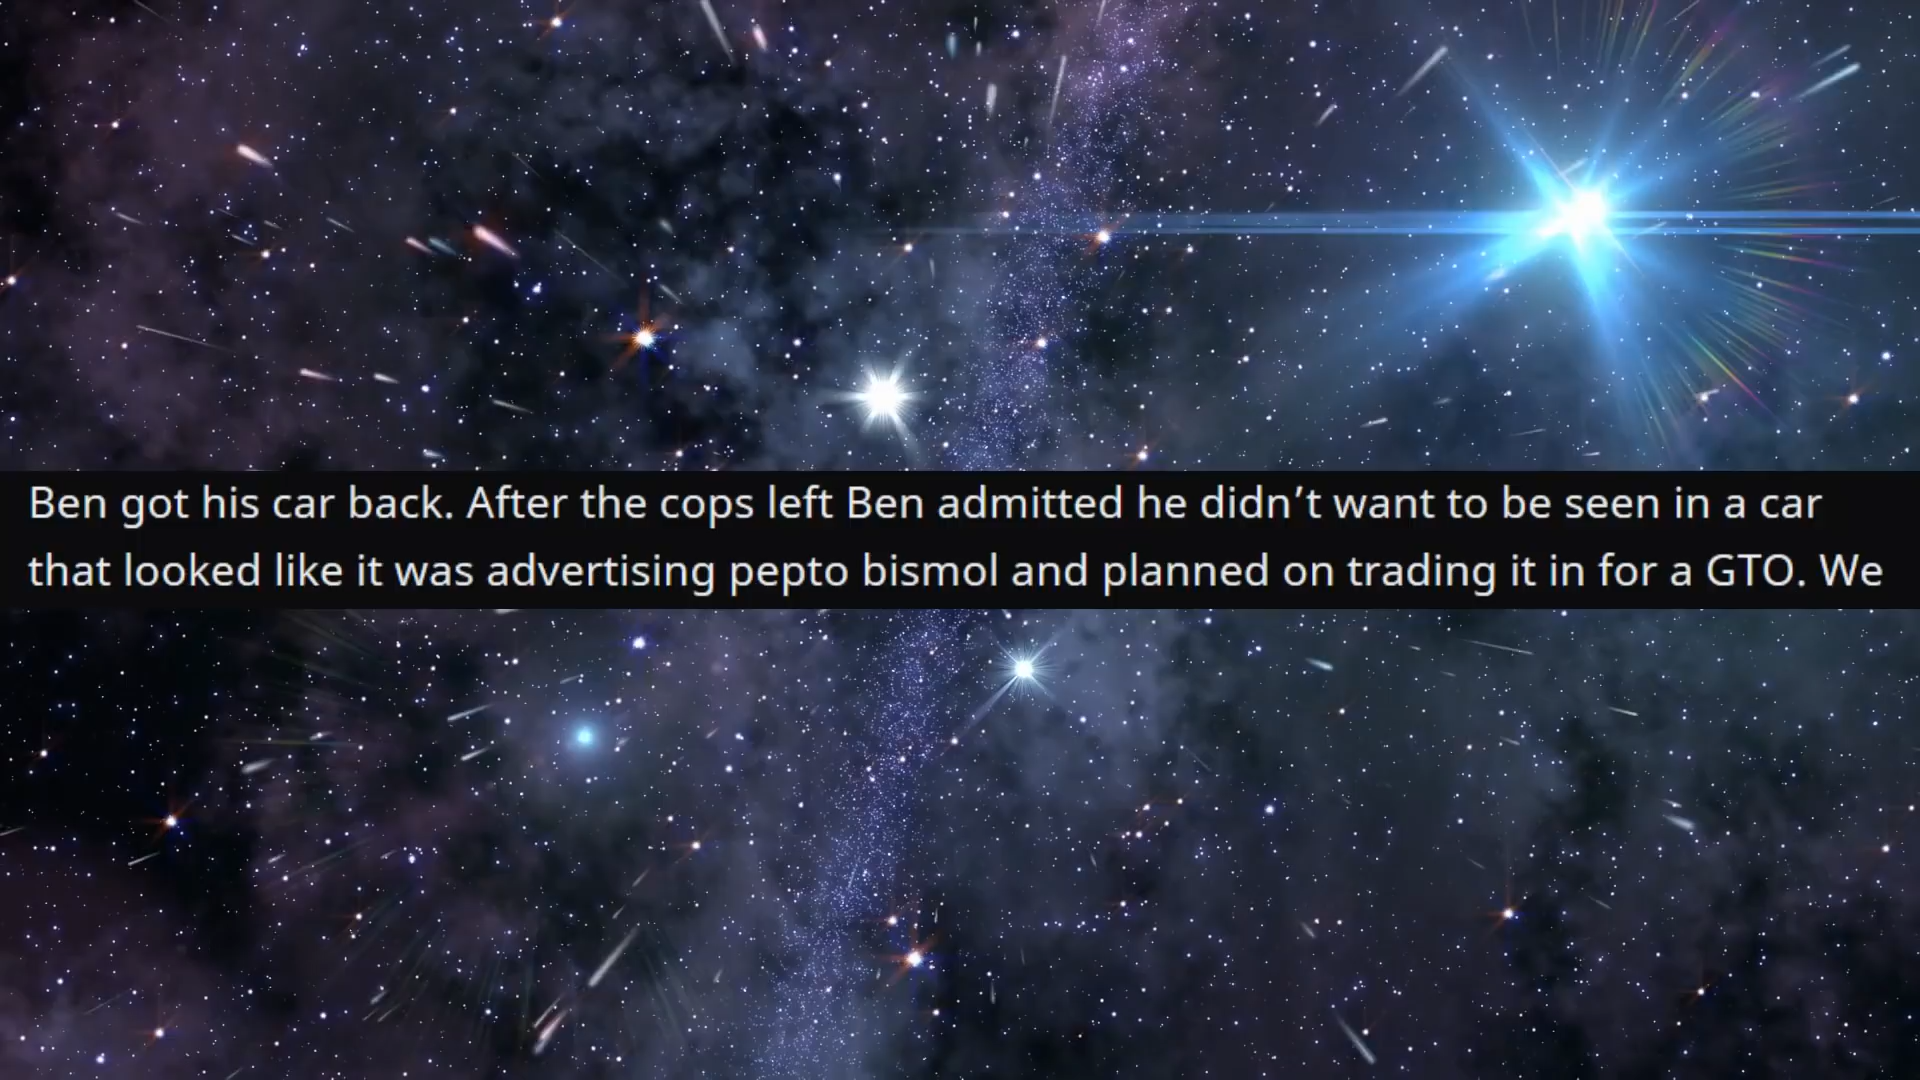 Ben got his car back. After the cops left Ben admitted he didn’t want to be seen in a car
that looked like it was advertising pepto bismol and planned on trading it in for a GTO. We